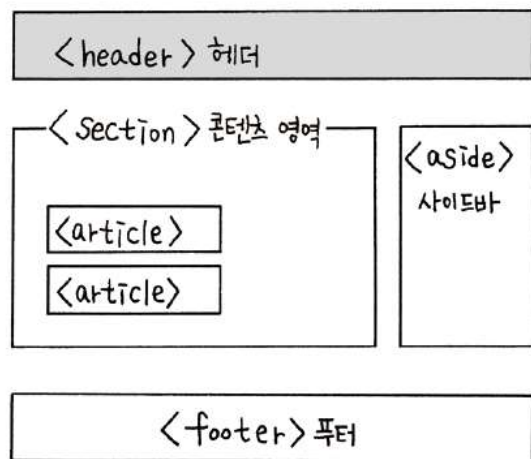 <header> 헤더
<section> 콘텐츠 영역
<article>
<article>
<aside>
사이드바
<footer> 푸터